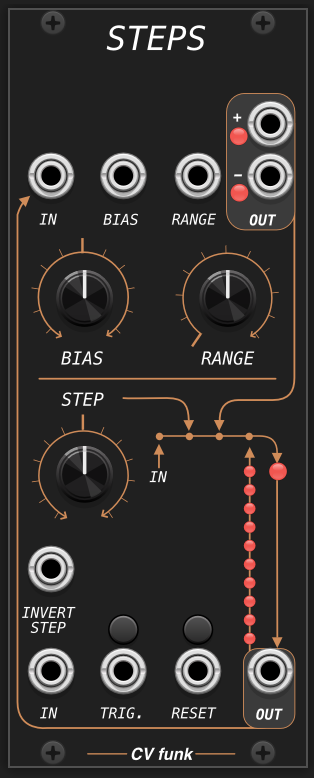 STEPS
+
−
IN BIAS RANGE OUT
BIAS RANGE
STEP
IN
INVERT
STEP
IN TRIG. RESET OUT
CV funk